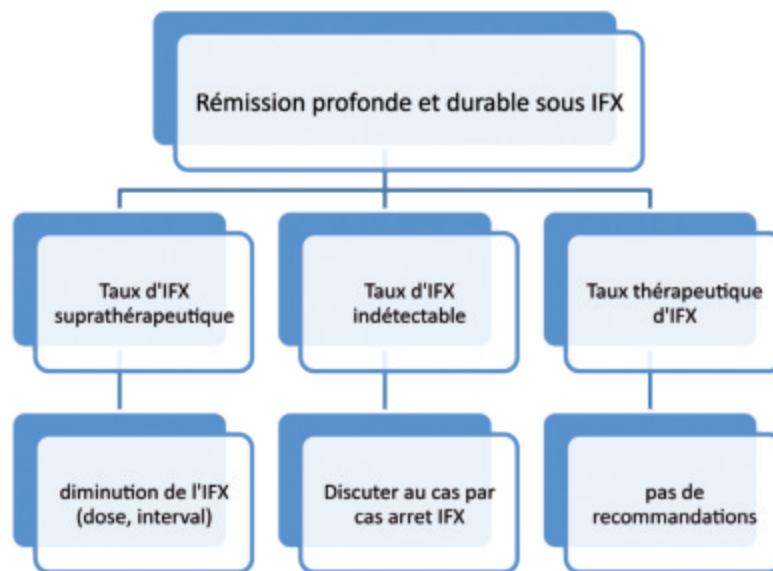 Rémission profonde et durable sous IFX
Taux d'IFX
suprathérapeutique
Taux d'IFX
indétectable
Taux thérapeutique
d'IFX
diminution de l'IFX
(dose, interval)
Discuter au cas par
cas arret IFX
pas de
recommandations